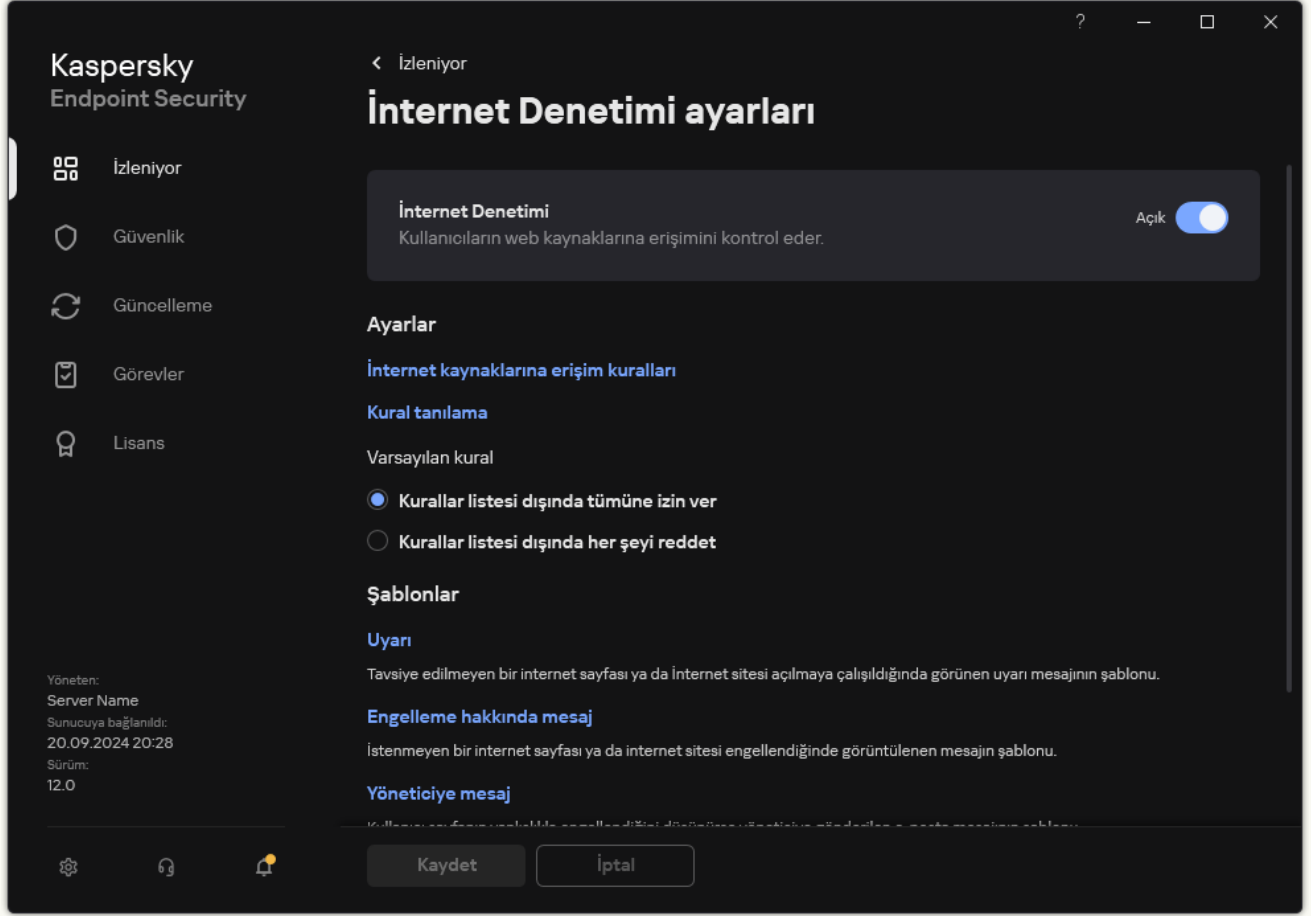 ?
Kaspersky
Endpoint Security
İzleniyor
Güvenlik
Güncelleme
Görevler
Lisans
Yöneten:
Server Name
Sunucuya bağlanıldı:
20.09.2024 20:28
Sürüm:
12.0
İzleniyor
İnternet Denetimi ayarları
İnternet Denetimi
Kullanıcıların web kaynaklarına erişimini kontrol eder.
Açık
Ayarlar
İnternet kaynaklarına erişim kuralları
Kural tanılama
Varsayılan kural
Kurallar listesi dışında tümüne izin ver
Kurallar listesi dışında her şeyi reddet
Şablonlar
Uyarı
Tavsiye edilmeyen bir internet sayfası ya da İnternet sitesi açılmaya çalışıldığında görünen uyarı mesajının şablonu.
Engelleme hakkında mesaj
İstenmeyen bir internet sayfası ya da internet sitesi engellendiğinde görüntülenen mesajın şablonu.
Yöneticiye mesaj
Kaydet
İptal